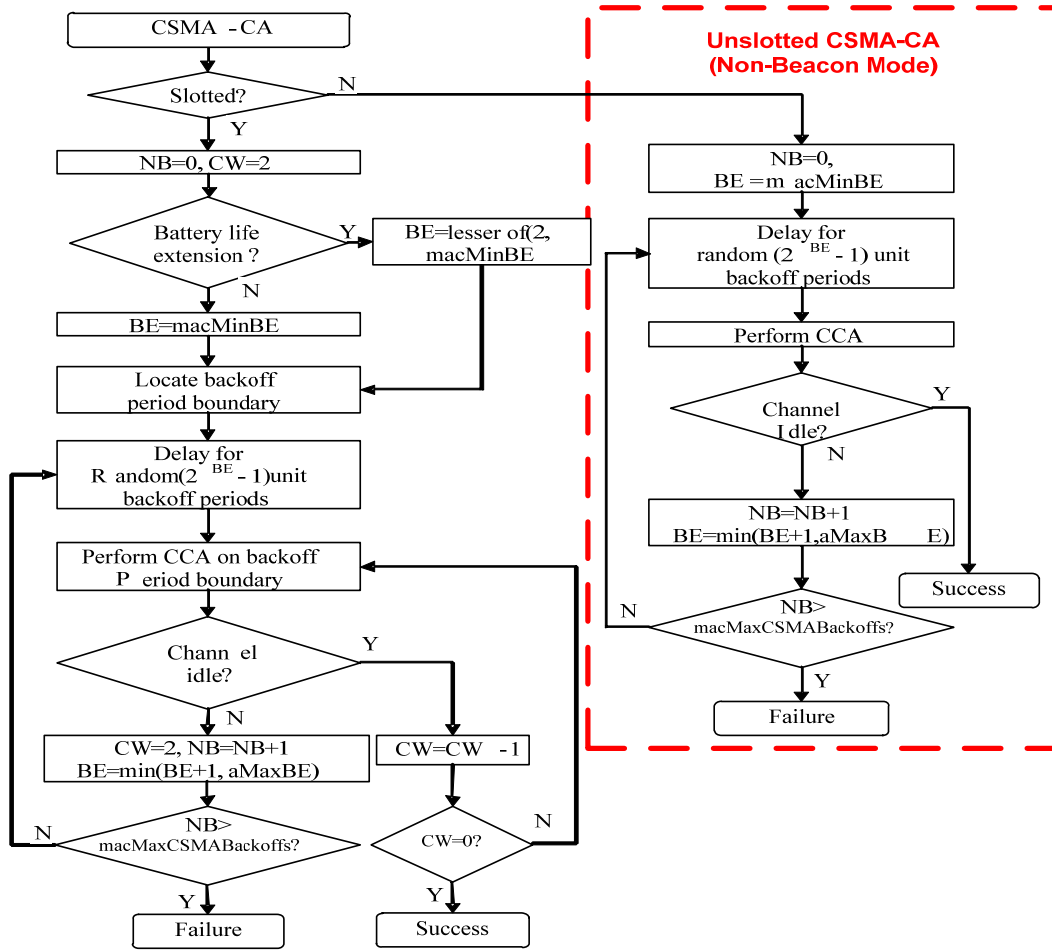 CSMA -CA
Slotted?
N
Y
NB=0, CW=2
Battery life
extension ?
Y
N
BE=lesser of(2,
macMinBE
BE=macMinBE
Locate backoff
period boundary
Delay for
R andom(2 BE - 1)unit
backoff periods
Perform CCA on backoff
P eriod boundary
Chann el
idle?
Y
N
CW=2, NB=NB+1
BE=min(BE+1, aMaxBE)
CW=CW -1
NB>
macMaxCSMABackoffs?
N
Y
CW=0?
N
Y
Failure
Success
Unslotted CSMA-CA
(Non-Beacon Mode)
NB=0,
BE =m acMinBE
Delay for
random (2 BE - 1) unit
backoff periods
Perform CCA
Channel
I dle?
Y
N
NB=NB+1
BE=min(BE+1,aMaxB E)
Success
NB>
macMaxCSMABackoffs?
N
Y
Failure